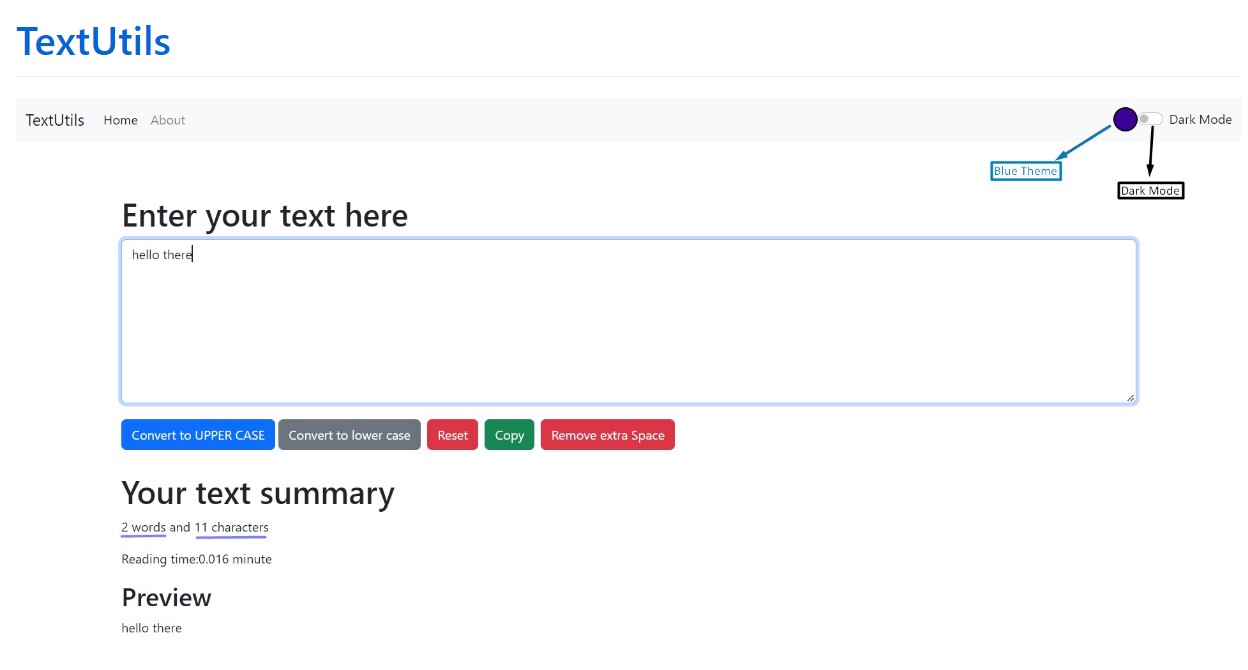 TextUtils
TextUtils Home About Dark Mode
Blue Theme
Dark Mode
Enter your text here
hello there
Convert to UPPER CASE Convert to lower case Reset Copy Remove extra Space
Your text summary
2 words and 11 characters
Reading time:0.016 minute
Preview
hello there